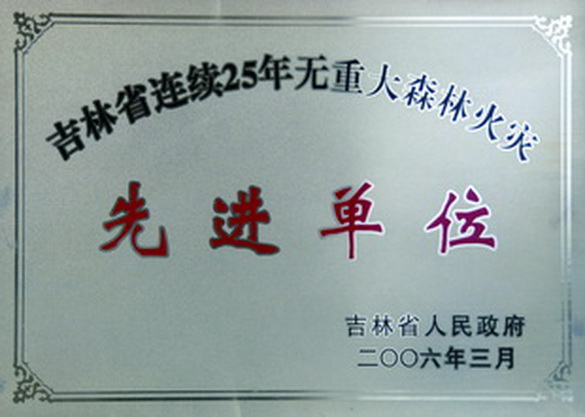 吉林省连续25年无重大森林火灾
先进单位
吉林省人民政府
二〇〇六年三月